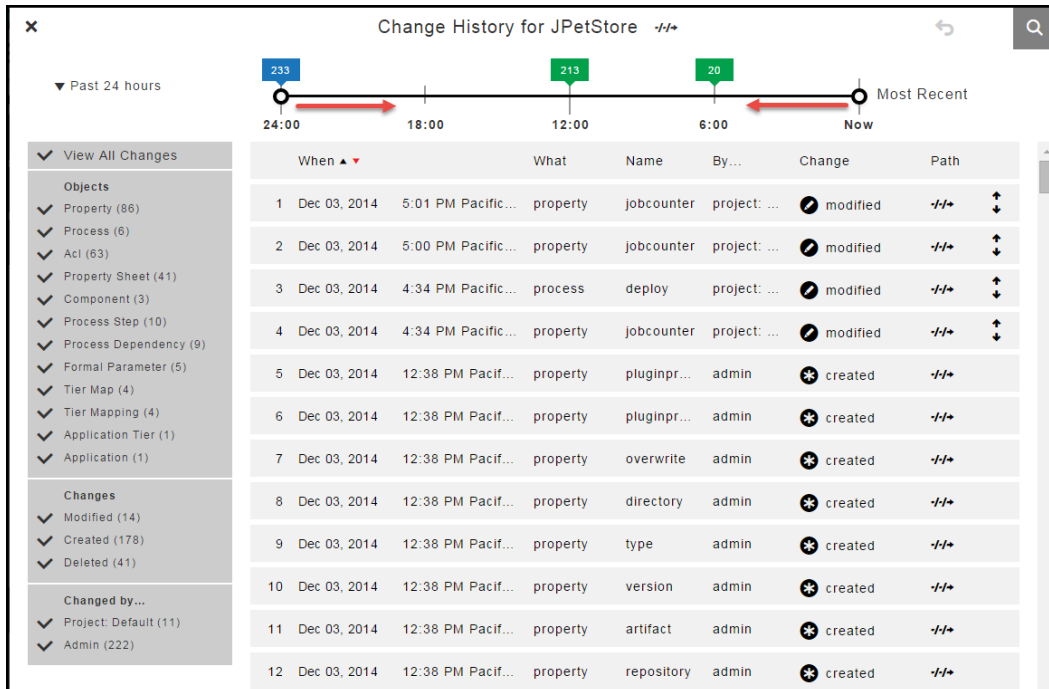 Change History for JPetStore
Past 24 hours
233
213
20
Most Recent
24:00 18:00 12:00 6:00 Now
View All Changes
Objects
Property (86)
Process (6)
Acl (63)
Property Sheet (41)
Component (3)
Process Step (10)
Process Dependency (9)
Formal Parameter (5)
Tier Map (4)
Tier Mapping (4)
Application Tier (1)
Application (1)
Changes
Modified (14)
Created (178)
Deleted (41)
Changed by...
Project: Default (11)
Admin (222)
When What Name By... Change Path
1 Dec 03, 2014 5:01 PM Pacific... property jobcounter project: ... modified
2 Dec 03, 2014 5:00 PM Pacific... property jobcounter project: ... modified
3 Dec 03, 2014 4:34 PM Pacific... process deploy project: ... modified
4 Dec 03, 2014 4:34 PM Pacific... property jobcounter project: ... modified
5 Dec 03, 2014 12:38 PM Pacif... property pluginpr... admin created
6 Dec 03, 2014 12:38 PM Pacif... property pluginpr... admin created
7 Dec 03, 2014 12:38 PM Pacif... property overwrite admin created
8 Dec 03, 2014 12:38 PM Pacif... property directory admin created
9 Dec 03, 2014 12:38 PM Pacif... property type admin created
10 Dec 03, 2014 12:38 PM Pacif... property version admin created
11 Dec 03, 2014 12:38 PM Pacif... property artifact admin created
12 Dec 03, 2014 12:38 PM Pacif... property repository admin created